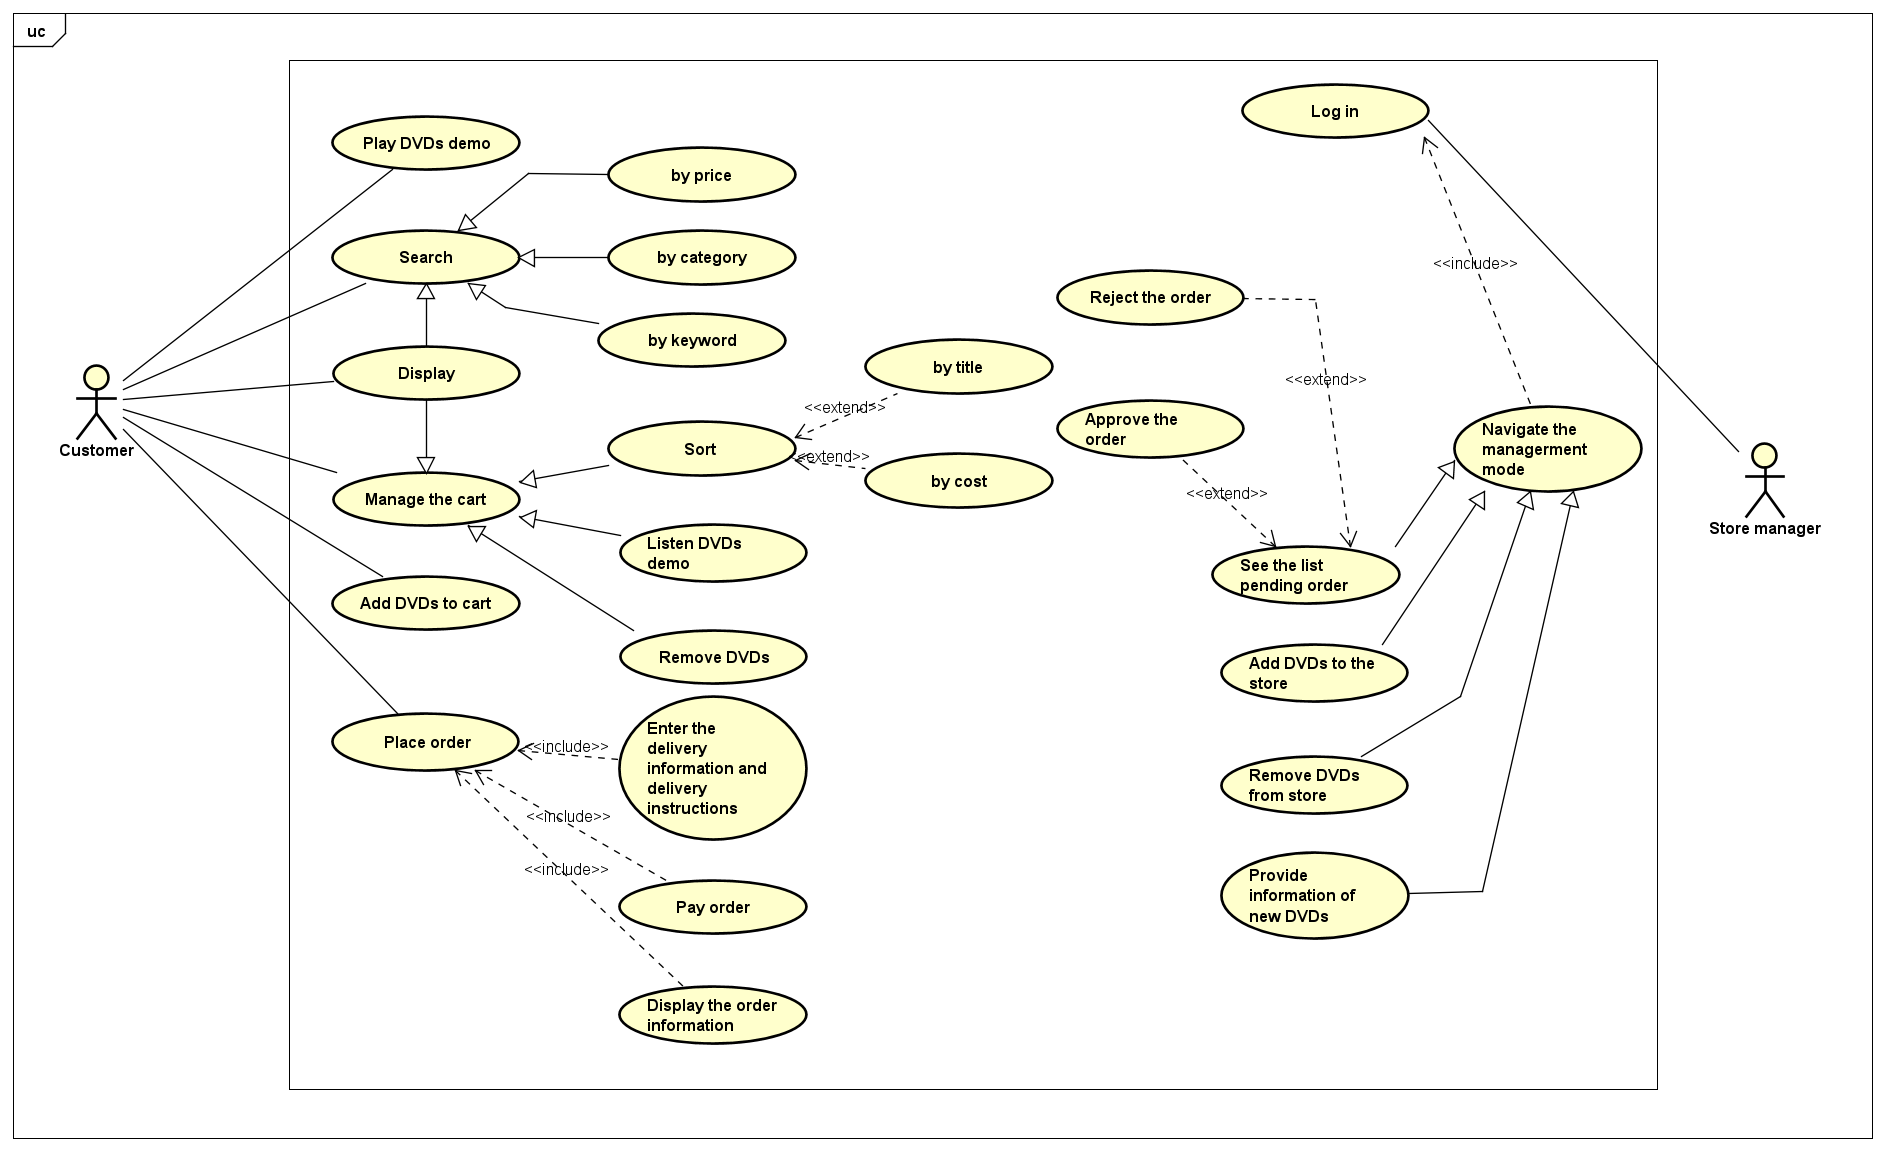 uc
Play DVDs demo
Search
Display
Manage the cart
Add DVDs to cart
Place order
Customer
by price
by category
by keyword
Sort
<<extend>>
<<extend>>
by title
by cost
Listen DVDs
demo
Remove DVDs
Enter the
delivery
information and
delivery
instructions
<<include>>
<<include>>
<<include>>
Pay order
Display the order
information
Log in
<<include>>
Reject the order
<<extend>>
Approve the
order
<<extend>>
Navigate the
managerment
mode
See the list
pending order
Add DVDs to the
store
Remove DVDs
from store
Provide
information of
new DVDs
Store manager